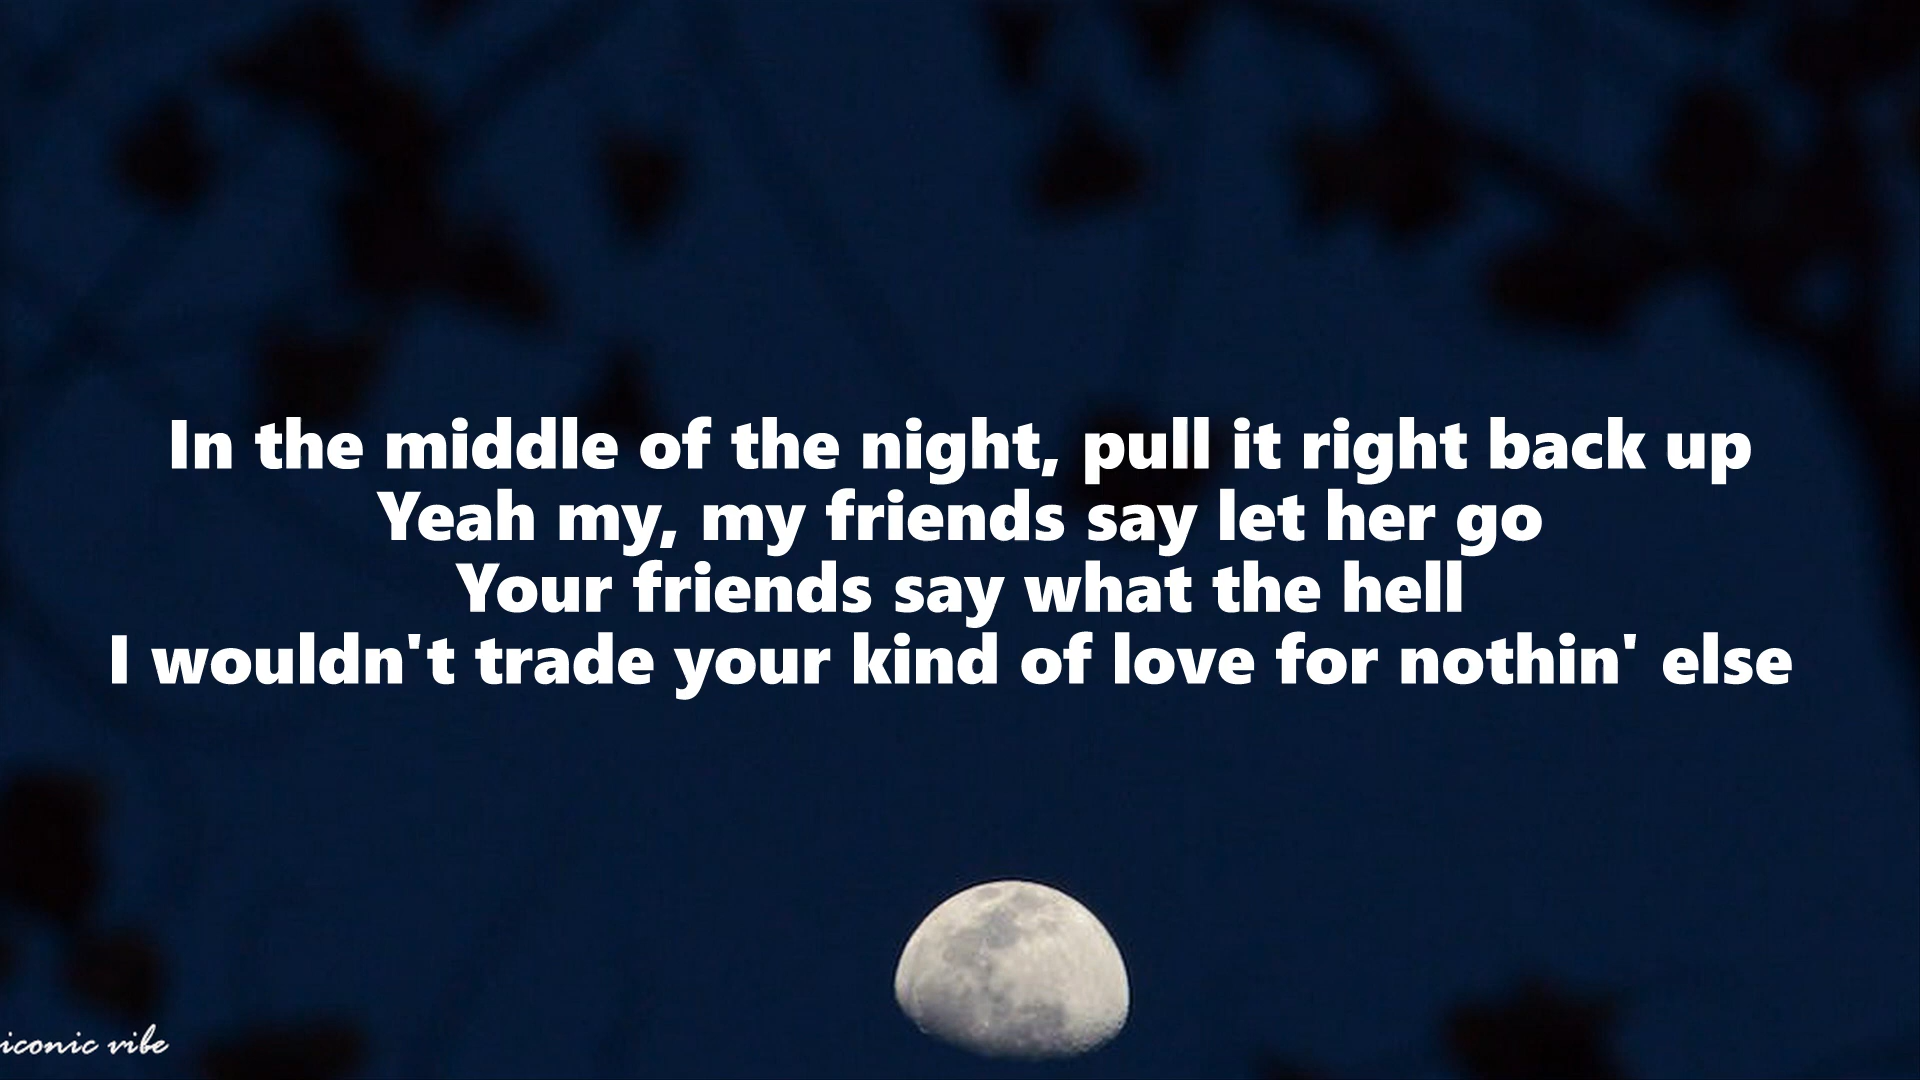 In the middle of the night, pull it right back up
Yeah my, my friends say let her go
Your friends say what the hell
I wouldn't trade your kind of love for nothin' else
iconic vibe